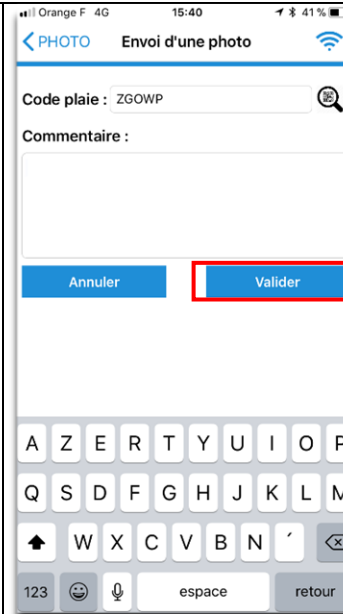 Orange F 4G 15:40 41 %
PHOTO Envoi d'une photo
Code plaie : ZGOWP
Commentaire :
Annuler Valider
A Z E R T Y U I O P
Q S D F G H J K L M
W X C V B N ´
123 espace retour